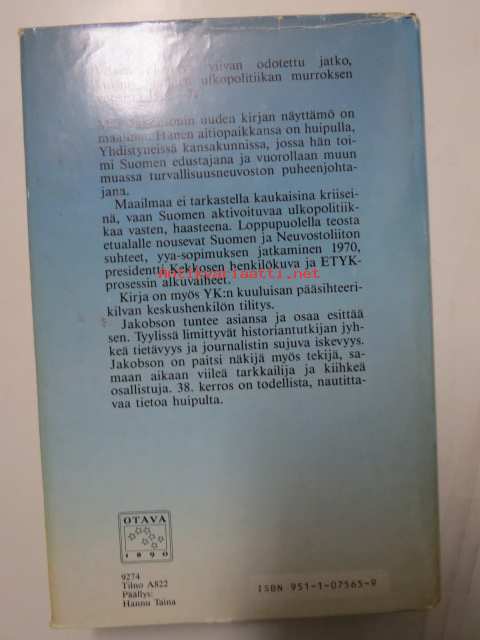 viivan odotettu jatko,
ulkopolitiikan murroksen
uuden kirjan näyttämö on
maailma. Hänen aitiopaikkansa on huipulla,
Yhdistyneissä kansakunnissa, jossa hän toi-
mi Suomen edustajana ja vuorollaan muun
muassa turvallisuusneuvoston puheenjohta-
jana.
Maailmaa ei tarkastella kaukaisina kriisei-
nä, vaan Suomen aktivoituvaa ulkopolitiik-
kaa vasten, haasteena. Loppupuolella teosta
etualalle nousevat Suomen ja Neuvostoliiton
suhteet, yya-sopimuksen jatkaminen 1970,
presidentti Kekkosen henkilökuva ja ETYK-
prosessin alkuvaiheet.
Antikvariaatti.net
Kirja on myös YK:n kuuluisan pääsihteeri-
kilvan keskushenkilön tilitys.
Jakobson tuntee asiansa ja osaa esittää
sen. Tyylissä limittyvät historiantutkijan jyh-
keä tietävyys ja journalistin sujuva iskevyys.
Jakobson on paitsi näkijä myös tekijä, sa-
maan aikaan viileä tarkkailija ja kiihkeä
osallistuja. 38. kerros on todellista, nautitta-
vaa tietoa huipulta.
OTAVA
1890
9274
Tilno A822
Päällys:
Hannu Taina
ISBN 951-1-07565-9